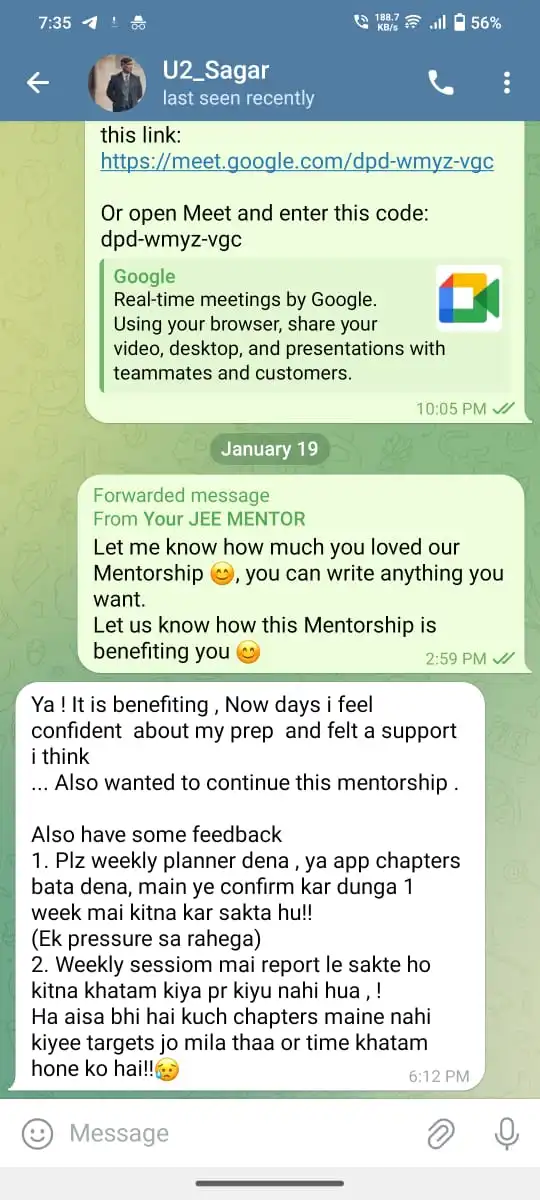 7:35
188.7
KB/s
56%
U2_Sagar
last seen recently
this link:
https://meet.google.com/dpd-wmyz-vgc
Or open Meet and enter this code:
dpd-wmyz-vgc
Google
Real-time meetings by Google.
Using your browser, share your
video, desktop, and presentations with
teammates and customers.
10:05 PM
January 19
Forwarded message
From Your JEE MENTOR
Let me know how much you loved our
Mentorship 😊, you can write anything you
want.
Let us know how this Mentorship is
benefiting you 😊
2:59 PM
Ya ! It is benefiting , Now days i feel
confident  about my prep  and felt a support
i think
... Also wanted to continue this mentorship .
Also have some feedback
1. Plz weekly planner dena , ya app chapters
bata dena, main ye confirm kar dunga 1
week mai kitna kar sakta hu!!
(Ek pressure sa rahega)
2. Weekly sessiom mai report le sakte ho
kitna khatam kiya pr kiyu nahi hua , !
Ha aisa bhi hai kuch chapters maine nahi
kiyee targets jo mila thaa or time khatam
hone ko hai!!😥
6:12 PM
Message